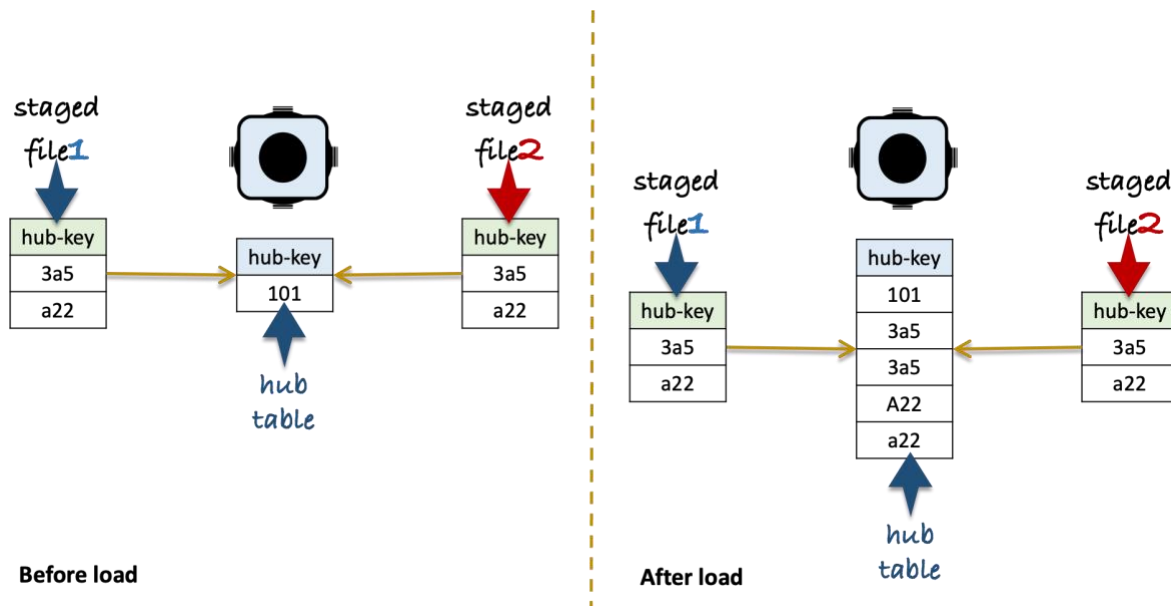 staged
file1
hub-key
3a5
a22
hub-key
101
hub
table
staged
file2
hub-key
3a5
a22
Before load
staged
file1
hub-key
3a5
a22
hub-key
101
3a5
3a5
A22
a22
hub
table
staged
file2
hub-key
3a5
a22
After load